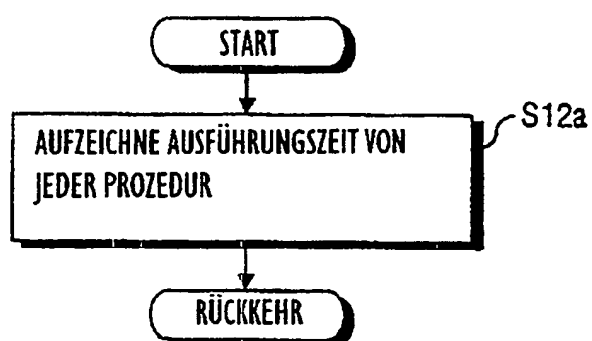 START
AUFZEICHNE AUSFÜHRUNGSZEIT VON
JEDER PROZEDUR
S12a
RÜCKKEHR